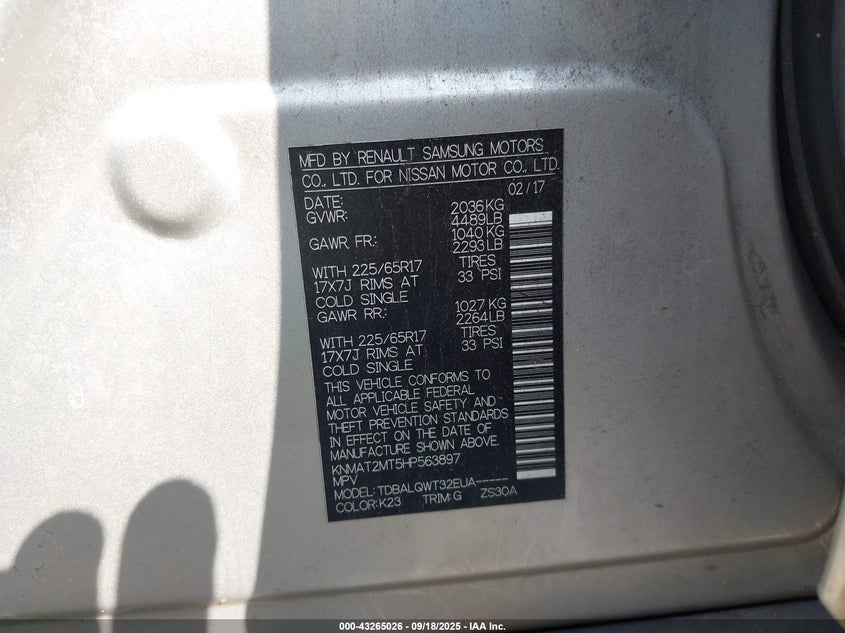 MFD BY RENAULT SAMSUNG MOTORS
CO., LTD. FOR NISSAN MOTOR CO., LTD.
DATE: 02/17
GVWR: 2036KG
4489LB
GAWR FR: 1040KG
2293LB
WITH 225/65R17 TIRES
17X7J RIMS AT 33 PSI
COLD SINGLE
GAWR RR: 1027 KG
2264LB
WITH 225/65R17 TIRES
17X7J RIMS AT 33 PSI
COLD SINGLE
THIS VEHICLE CONFORMS TO
ALL APPLICABLE FEDERAL
MOTOR VEHICLE SAFETY AND
THEFT PREVENTION STANDARDS
IN EFFECT ON THE DATE OF
MANUFACTURE SHOWN ABOVE.
KNMAT2MT5HP563897
MPV
MODEL: TDBALQWT32EUA-----
COLOR: K23 TRIM: G ZS30A
000-43265026 - 09/18/2025 - IAA Inc.